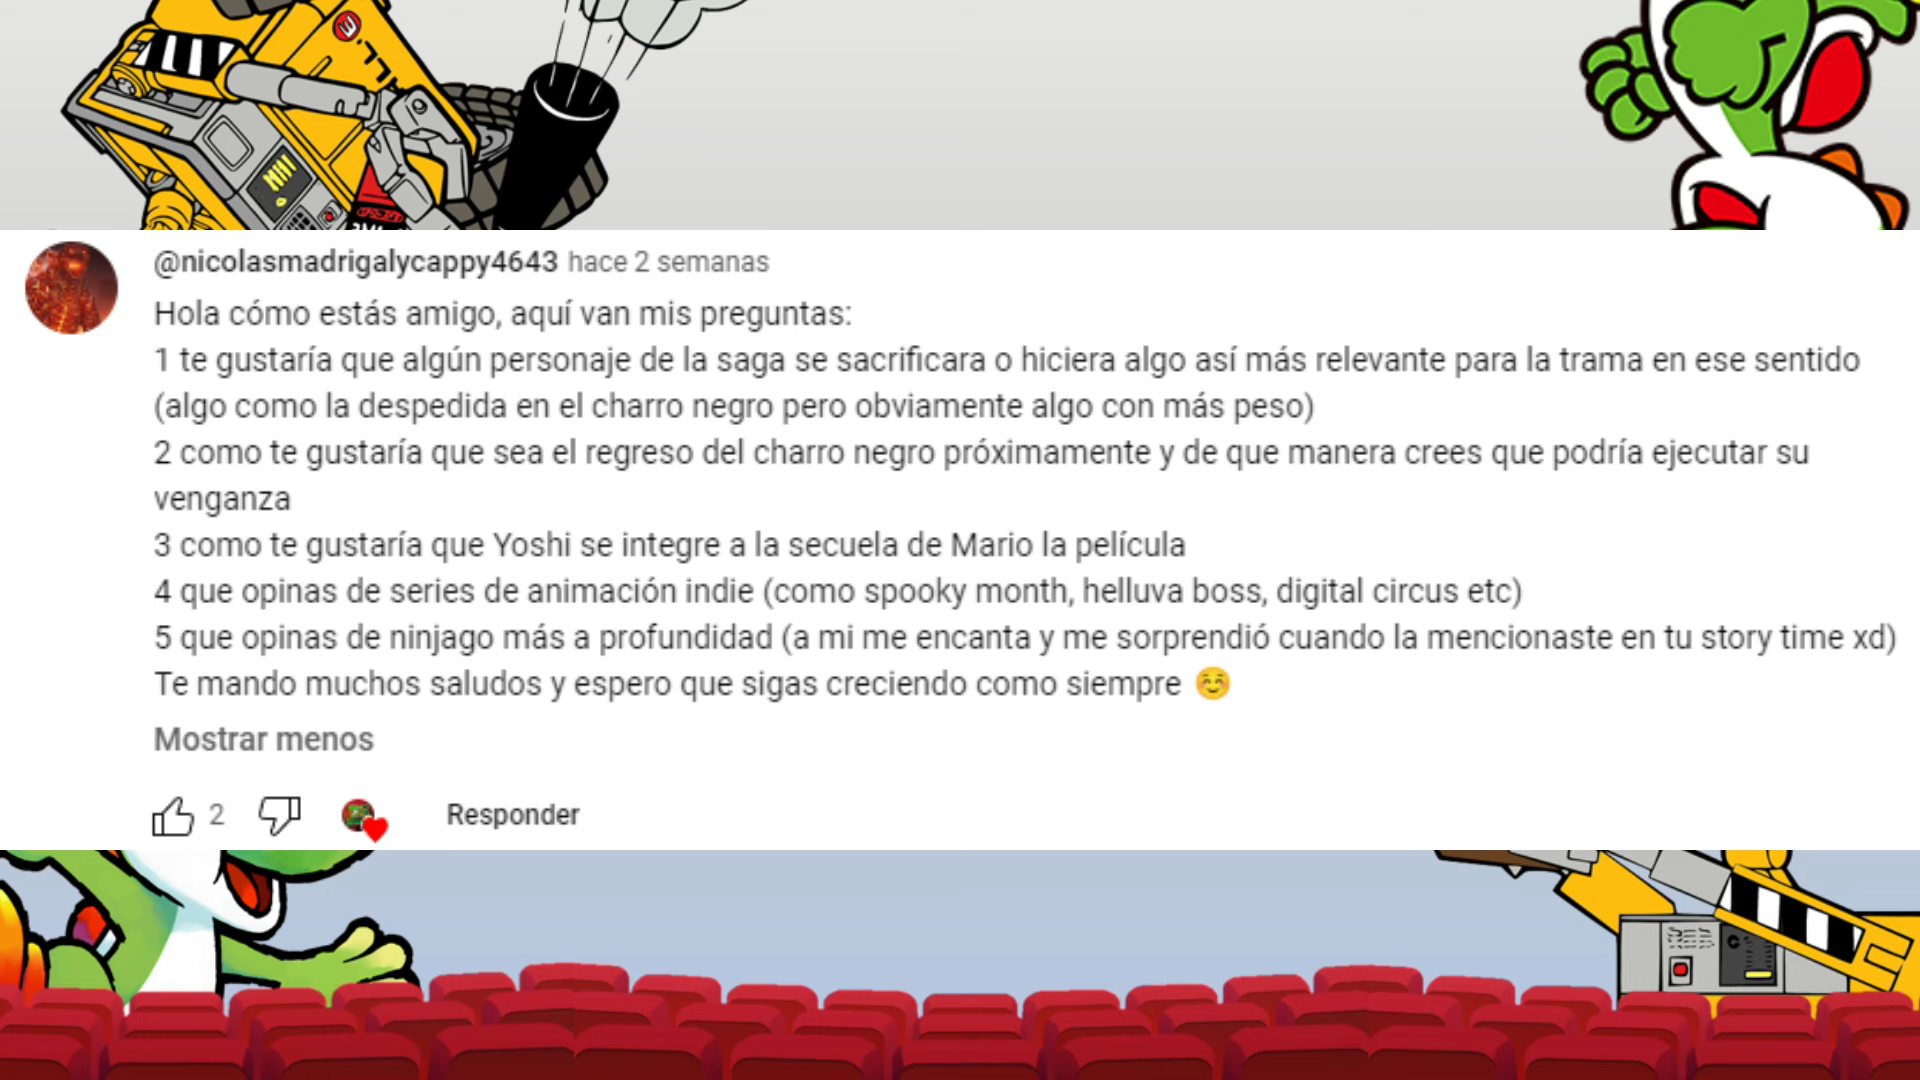 WALL.
@nicolasmadrigalycappy4643 hace 2 semanas
Hola cómo estás amigo, aquí van mis preguntas:
1 te gustaría que algún personaje de la saga se sacrificara o hiciera algo así más relevante para la trama en ese sentido
(algo como la despedida en el charro negro pero obviamente algo con más peso)
2 como te gustaría que sea el regreso del charro negro próximamente y de que manera crees que podría ejecutar su
venganza
3 como te gustaría que Yoshi se integre a la secuela de Mario la película
4 que opinas de series de animación indie (como spooky month, helluva boss, digital circus etc)
5 que opinas de ninjago más a profundidad (a mi me encanta y me sorprendió cuando la mencionaste en tu story time xd)
Te mando muchos saludos y espero que sigas creciendo como siempre ☺️
Mostrar menos
2 Responder